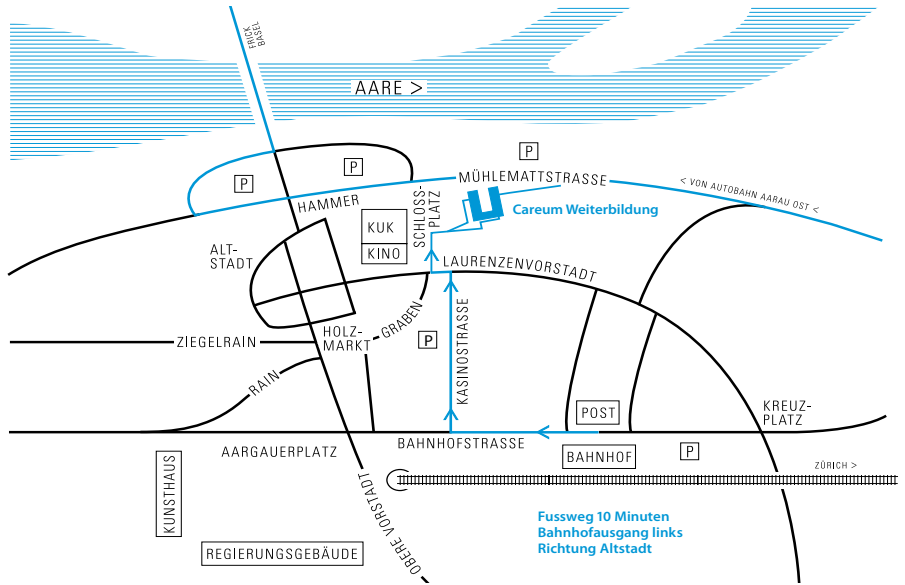 FRICK
BASEL
AARE >
P
P
P
MÜHLEMATTSTRASSE
< VON AUTOBAHN AARAU OST <
HAMMER
SCHLOSS-
PLATZ
Careum Weiterbildung
KUK
KINO
ALT-
STADT
LAURENZENVORSTADT
HOLZ-
MARKT
GRABEN
ZIEGELRAIN
P
KASINOSTRASSE
RAIN
POST
KREUZ-
PLATZ
AARGAUERPLATZ
BAHNHOFSTRASSE
BAHNHOF
P
ZÜRICH >
KUNSTHAUS
OBERE VORSTADT
REGIERUNGSGEBÄUDE
Fussweg 10 Minuten
Bahnhofausgang links
Richtung Altstadt